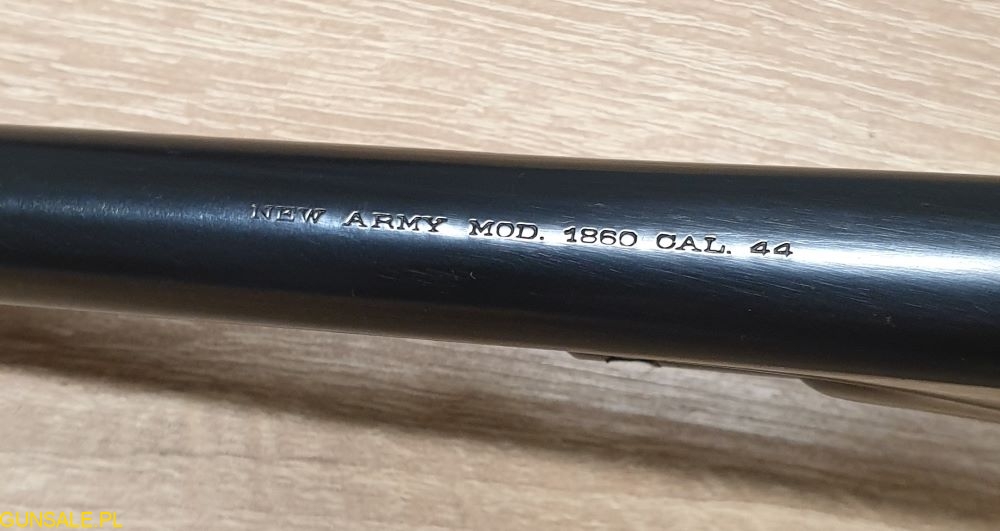 NEW ARMY MOD. 1860 CAL. 44
GUNSALE.PL